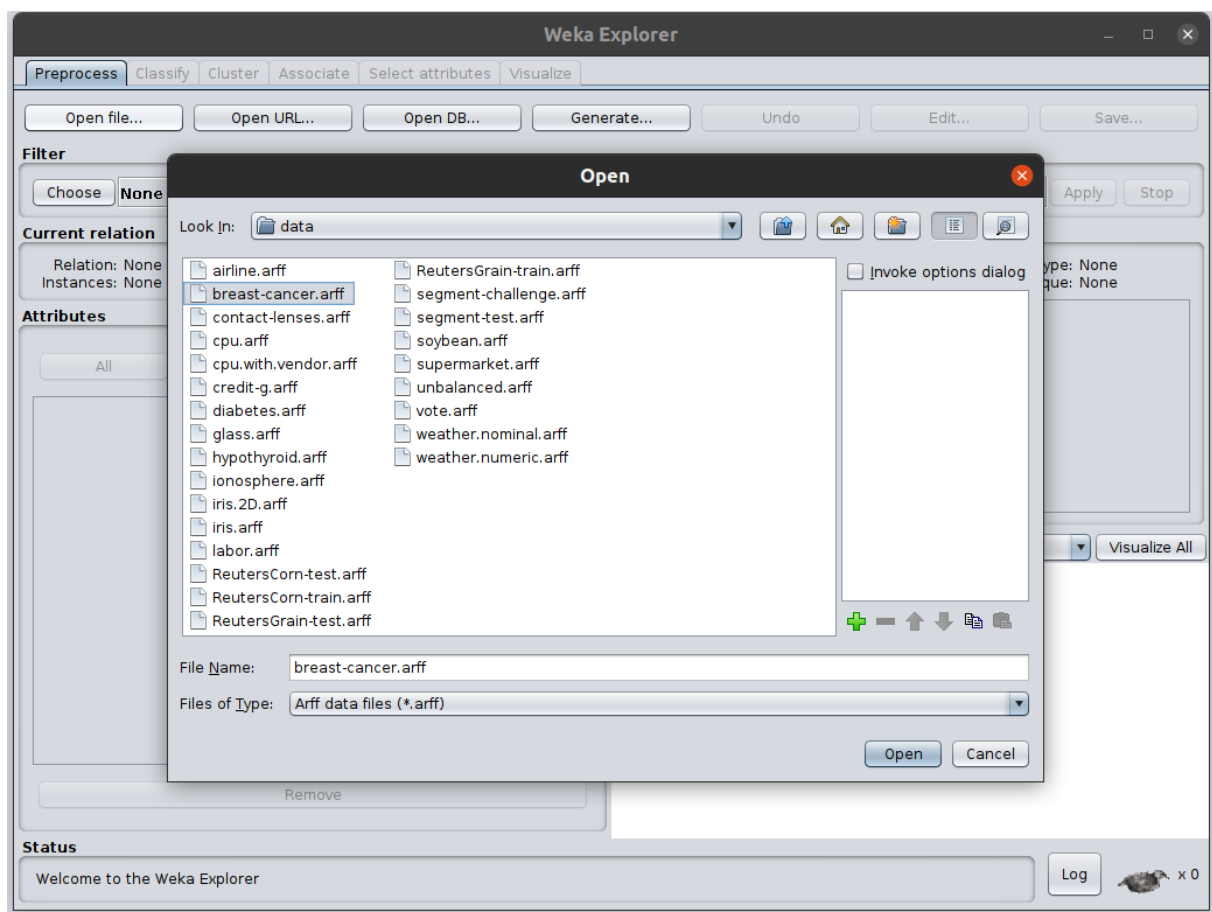 Weka Explorer
Preprocess Classify Cluster Associate Select attributes Visualize
Open file... Open URL... Open DB... Generate... Undo Edit... Save...
Filter
Choose None Apply Stop
Open
Look In: data
Current relation
Relation: None
Instances: None
ype: None
que: None
Attributes
All
airline.arff
breast-cancer.arff
contact-lenses.arff
cpu.arff
cpu.with.vendor.arff
credit-g.arff
diabetes.arff
glass.arff
hypothyroid.arff
ionosphere.arff
iris.2D.arff
iris.arff
labor.arff
ReutersCorn-test.arff
ReutersCorn-train.arff
ReutersGrain-test.arff
ReutersGrain-train.arff
segment-challenge.arff
segment-test.arff
soybean.arff
supermarket.arff
unbalanced.arff
vote.arff
weather.nominal.arff
weather.numeric.arff
Invoke options dialog
Visualize All
File Name: breast-cancer.arff
Files of Type: Arff data files (*.arff)
Open Cancel
Remove
Status
Welcome to the Weka Explorer
Log x 0